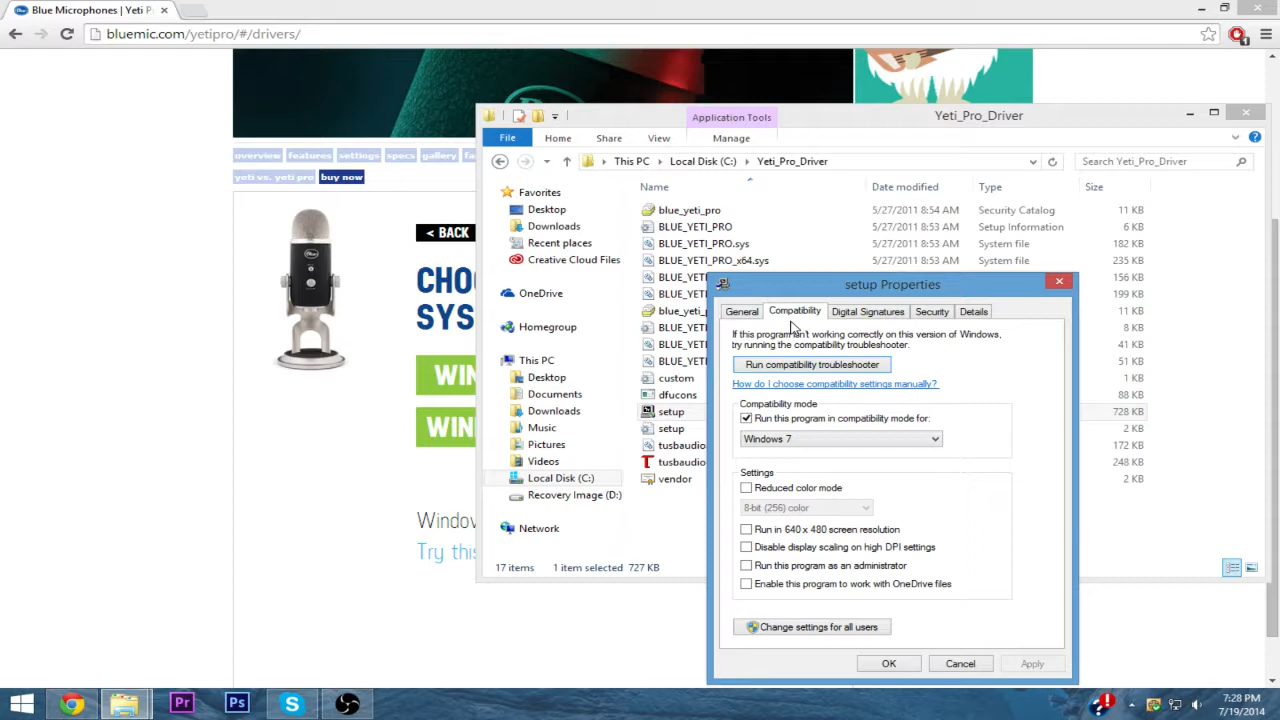 Blue Microphones | Yeti P
bluemic.com/yetipro/#/drivers/
overview features settings specs gallery
yeti vs. yeti pro buy now
< BACK
CHO
SYS
WIN
WIN
Window
Try this
Application Tools
Yeti_Pro_Driver
File Home Share View Manage
This PC Local Disk (C:) Yeti_Pro_Driver
Search Yeti_Pro_Driver
Favorites
Desktop
Downloads
Recent places
Creative Cloud Files
OneDrive
Homegroup
This PC
Desktop
Documents
Downloads
Music
Pictures
Videos
Local Disk (C:)
Recovery Image (D:)
Network
Name Date modified Type Size
blue_yeti_pro 5/27/2011 8:54 AM Security Catalog 11 KB
BLUE_YETI_PRO 5/27/2011 8:53 AM Setup Information 6 KB
BLUE_YETI_PRO.sys 5/27/2011 8:53 AM System file 182 KB
BLUE_YETI_PRO_x64.sys 5/27/2011 8:53 AM System file 235 KB
BLUE_YETI 156 KB
BLUE_YETI 199 KB
blue_yeti_p 11 KB
BLUE_YETI 8 KB
BLUE_YETI 41 KB
BLUE_YETI 51 KB
custom 1 KB
dfucons 88 KB
setup 728 KB
setup 2 KB
tusbaudio 172 KB
tusbaudio 248 KB
vendor 2 KB
17 items 1 item selected 727 KB
setup Properties
General Compatibility Digital Signatures Security Details
If this program isn't working correctly on this version of Windows,
try running the compatibility troubleshooter.
Run compatibility troubleshooter
How do I choose compatibility settings manually?
Compatibility mode
Run this program in compatibility mode for:
Windows 7
Settings
Reduced color mode
8-bit (256) color
Run in 640 x 480 screen resolution
Disable display scaling on high DPI settings
Run this program as an administrator
Enable this program to work with OneDrive files
Change settings for all users
OK Cancel Apply
Pr Ps
7:28 PM
7/19/2014